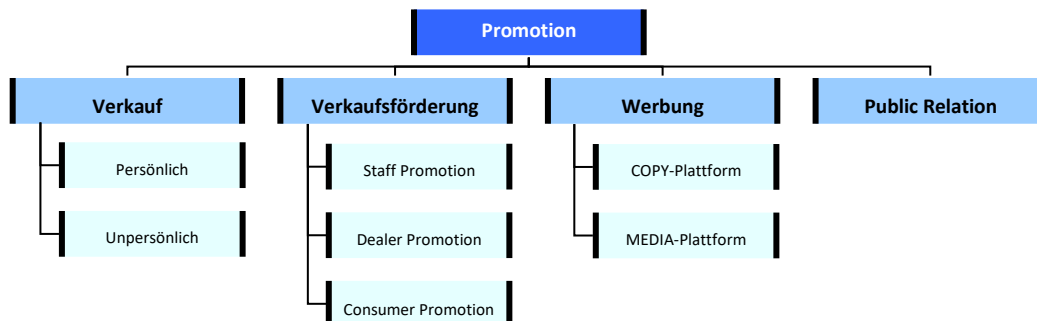 Promotion
Verkauf
Verkaufsförderung
Werbung
Public Relation
Persönlich
Staff Promotion
COPY-Plattform
Unpersönlich
Dealer Promotion
MEDIA-Plattform
Consumer Promotion